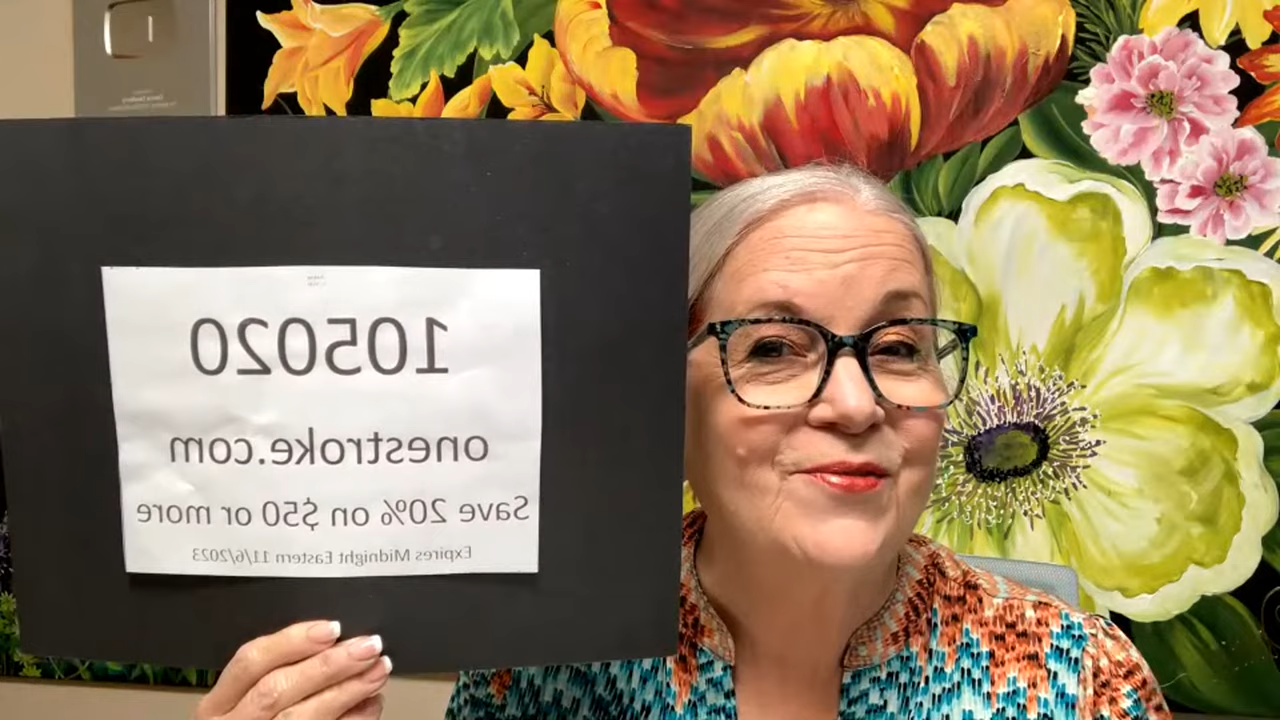 105020
onestroke.com
Save 20% on $50 or more
Expires Midnight Eastern 11/6/2023